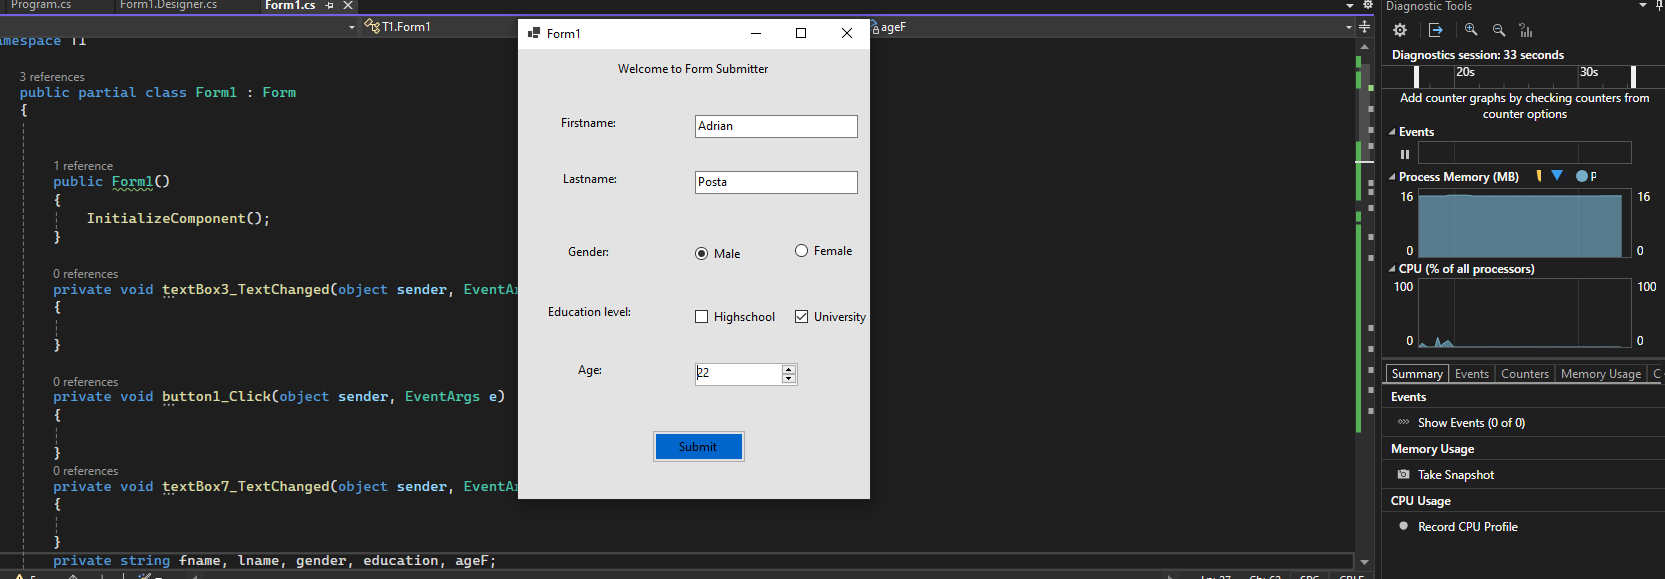 Program.cs Form1.Designer.cs Form1.cs
T1.Form1
ageF
namespace T1
3 references
public partial class Form1 : Form
{
1 reference
public Form1()
{
InitializeComponent();
}
0 references
private void textBox3_TextChanged(object sender, EventAr
{
}
0 references
private void button1_Click(object sender, EventArgs e)
{
}
0 references
private void textBox7_TextChanged(object sender, EventAr
{
}
private string fname, lname, gender, education, ageF;
Form1
Welcome to Form Submitter
Firstname: Adrian
Lastname: Posta
Gender: Male Female
Education level: Highschool University
Age: 22
Submit
Diagnostic Tools
Diagnostics session: 33 seconds
20s 30s
Add counter graphs by checking counters from
counter options
Events
Process Memory (MB) P
16 16
0 0
CPU (% of all processors)
100 100
0 0
Summary Events Counters Memory Usage C
Events
Show Events (0 of 0)
Memory Usage
Take Snapshot
CPU Usage
Record CPU Profile